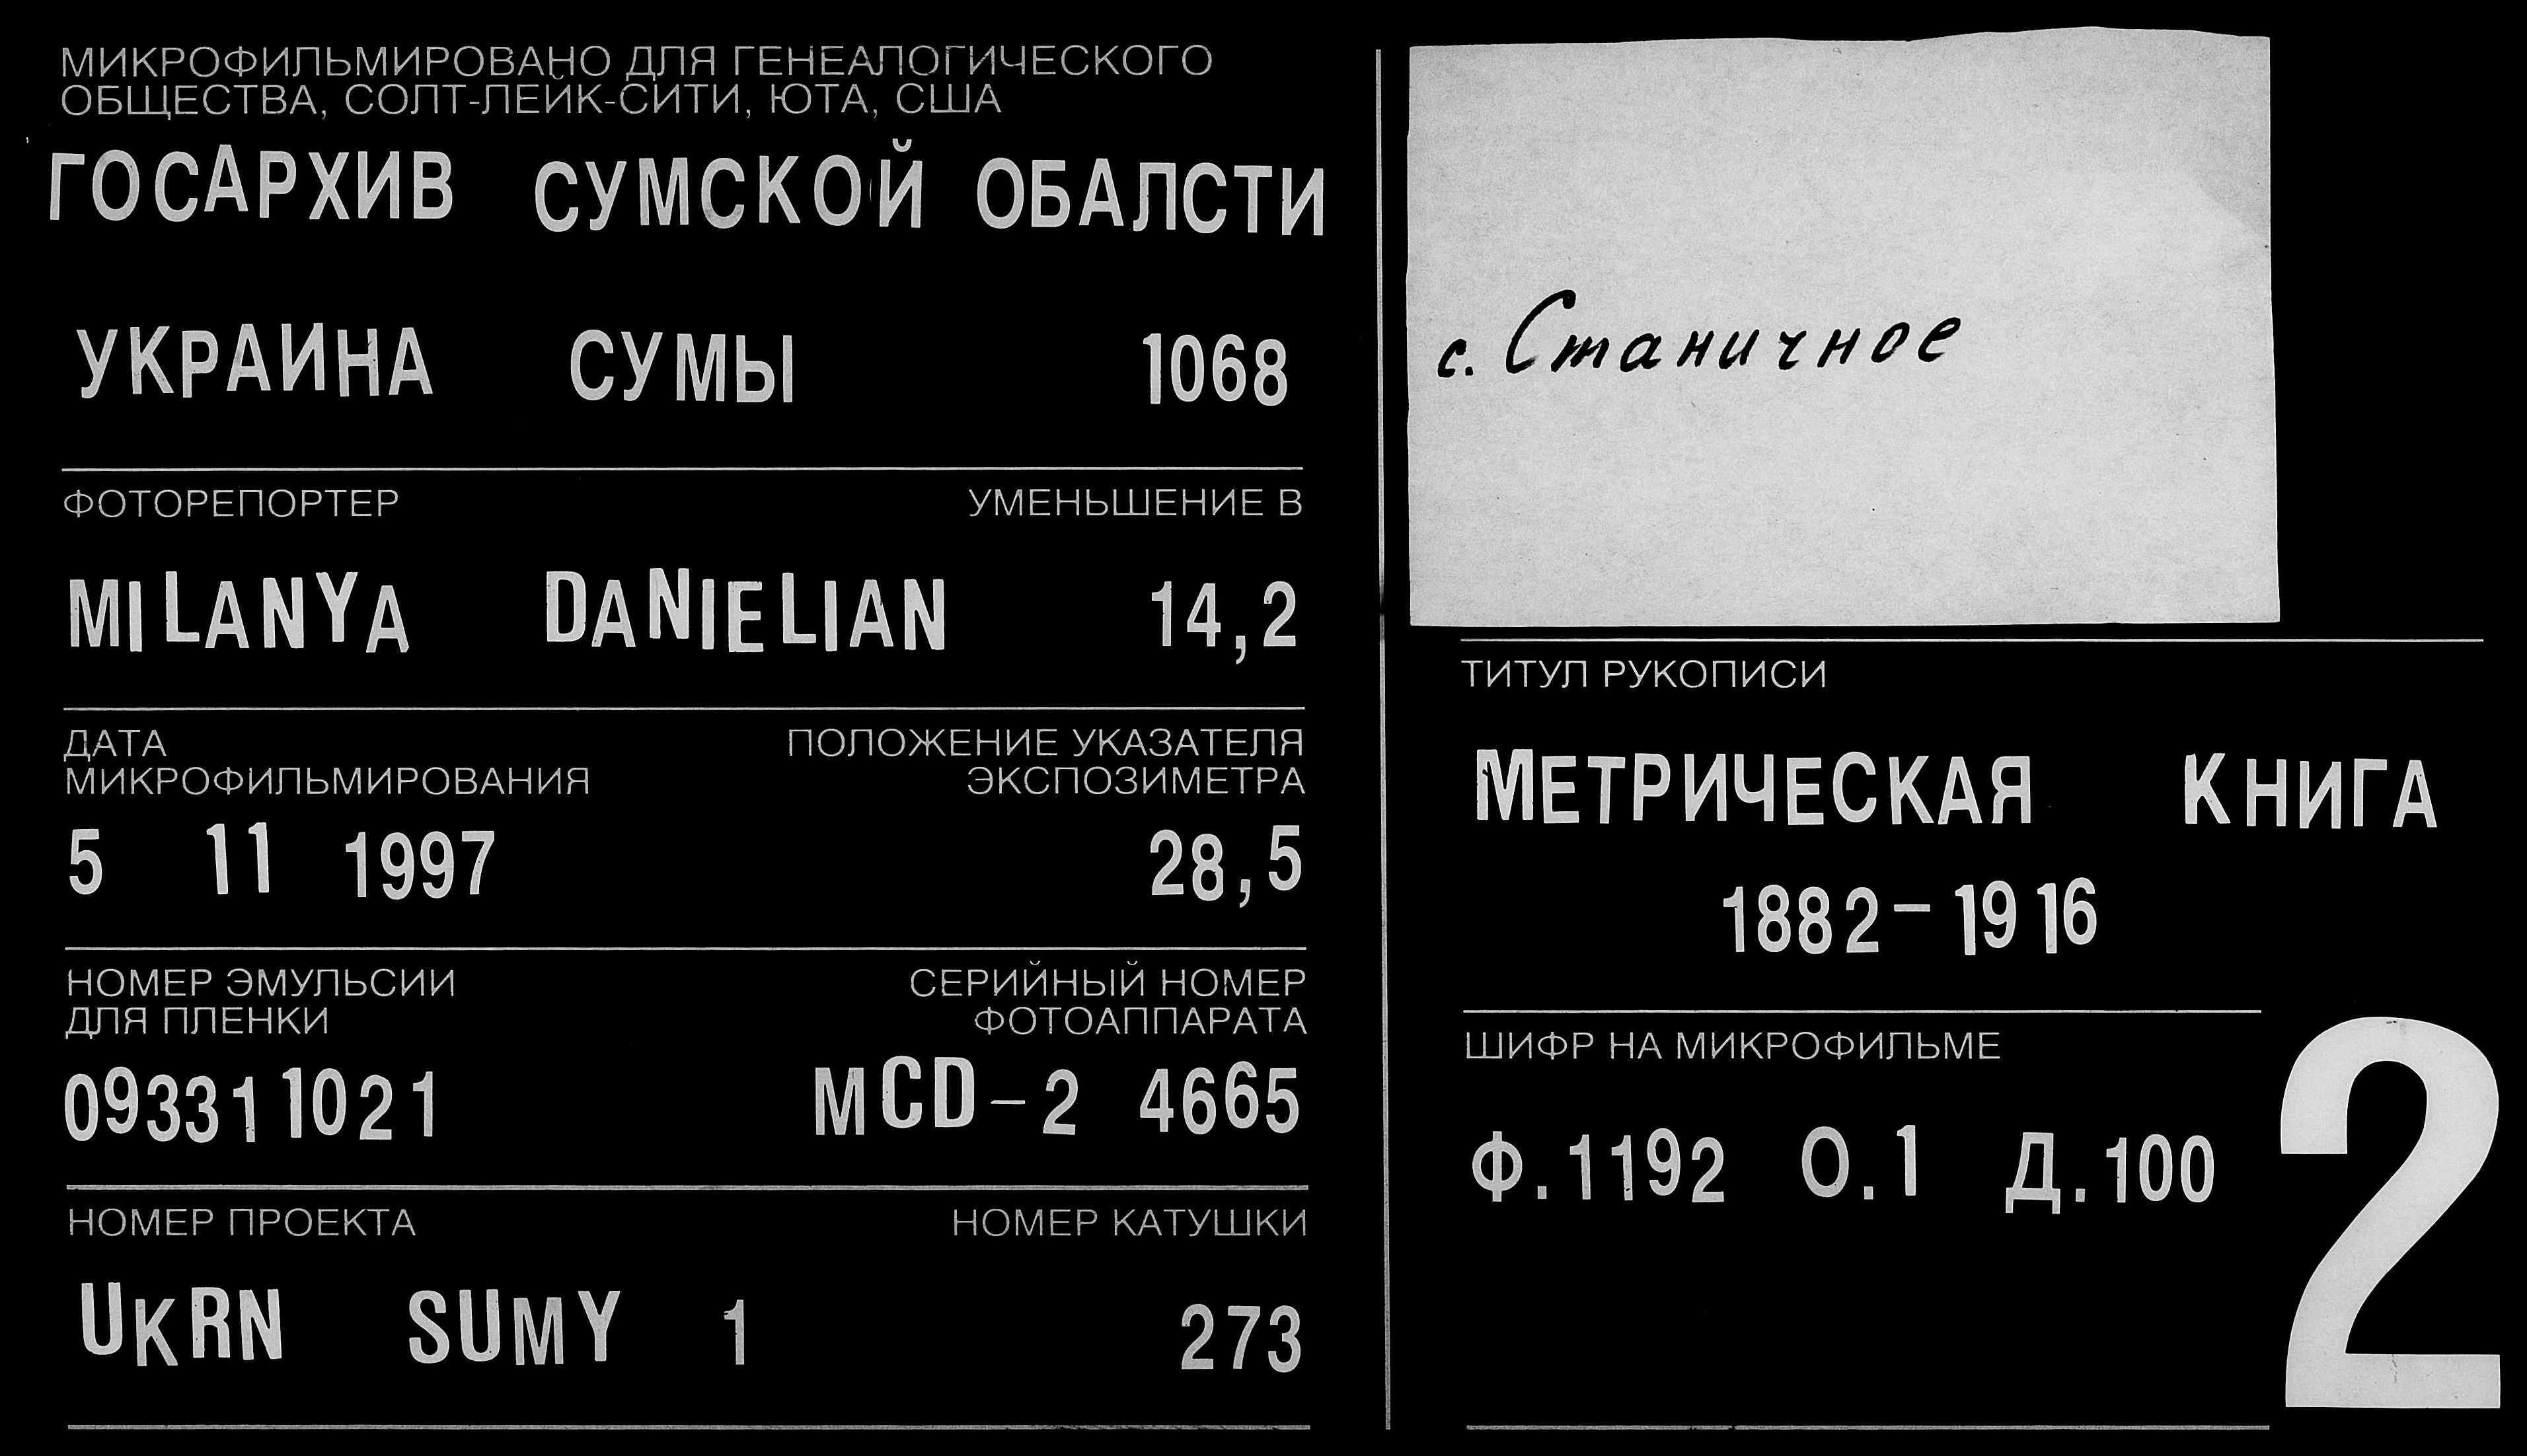 МИКРОФИЛЬМИРОВАНО ДЛЯ ГЕНЕАЛОГИЧЕСКОГО
ОБЩЕСТВА, СОЛТ-ЛЕЙК-СИТИ, ЮТА, США
ГОСАРХИВ СУМСКОЙ ОБАЛСТИ
УКРАИНА СУМЫ 1068
ФОТОРЕПОРТЕР УМЕНЬШЕНИЕ В
MILANYA DANIELIAN 14,2
ДАТА ПОЛОЖЕНИЕ УКАЗАТЕЛЯ
МИКРОФИЛЬМИРОВАНИЯ ЭКСПОЗИМЕТРА
5 11 1997 28,5
НОМЕР ЭМУЛЬСИИ СЕРИЙНЫЙ НОМЕР
ДЛЯ ПЛЕНКИ ФОТОАППАРАТА
09331 1021 MCD-2 4665
НОМЕР ПРОЕКТА НОМЕР КАТУШКИ
UKRN SUMY 1 273
с. Станичное
ТИТУЛ РУКОПИСИ
МЕТРИЧЕСКАЯ КНИГА
1882-1916
ШИФР НА МИКРОФИЛЬМЕ
Ф.1192 О.1 Д.100
2